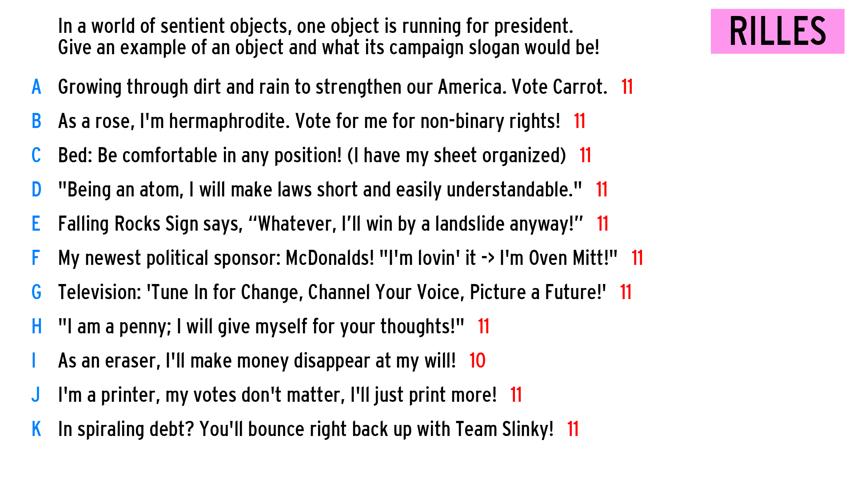 In a world of sentient objects, one object is running for president.
Give an example of an object and what its campaign slogan would be!
RILLES
A Growing through dirt and rain to strengthen our America. Vote Carrot. 11
B As a rose, I'm hermaphrodite. Vote for me for non-binary rights! 11
C Bed: Be comfortable in any position! (I have my sheet organized) 11
D "Being an atom, I will make laws short and easily understandable." 11
E Falling Rocks Sign says, “Whatever, I’ll win by a landslide anyway!” 11
F My newest political sponsor: McDonalds! "I'm lovin' it -> I'm Oven Mitt!" 11
G Television: 'Tune In for Change, Channel Your Voice, Picture a Future!' 11
H "I am a penny; I will give myself for your thoughts!" 11
I As an eraser, I'll make money disappear at my will! 10
J I'm a printer, my votes don't matter, I'll just print more! 11
K In spiraling debt? You'll bounce right back up with Team Slinky! 11